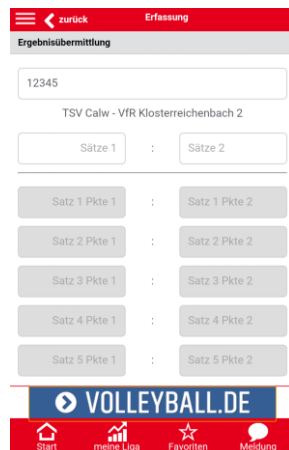 zurück Erfassung
Ergebnisübermittlung
12345
TSV Calw - VfR Klosterreichenbach 2
Sätze 1 : Sätze 2
Satz 1 Pkte 1 : Satz 1 Pkte 2
Satz 2 Pkte 1 : Satz 2 Pkte 2
Satz 3 Pkte 1 : Satz 3 Pkte 2
Satz 4 Pkte 1 : Satz 4 Pkte 2
Satz 5 Pkte 1 : Satz 5 Pkte 2
VOLLEYBALL.DE
Start meine Liga Favoriten Meldung